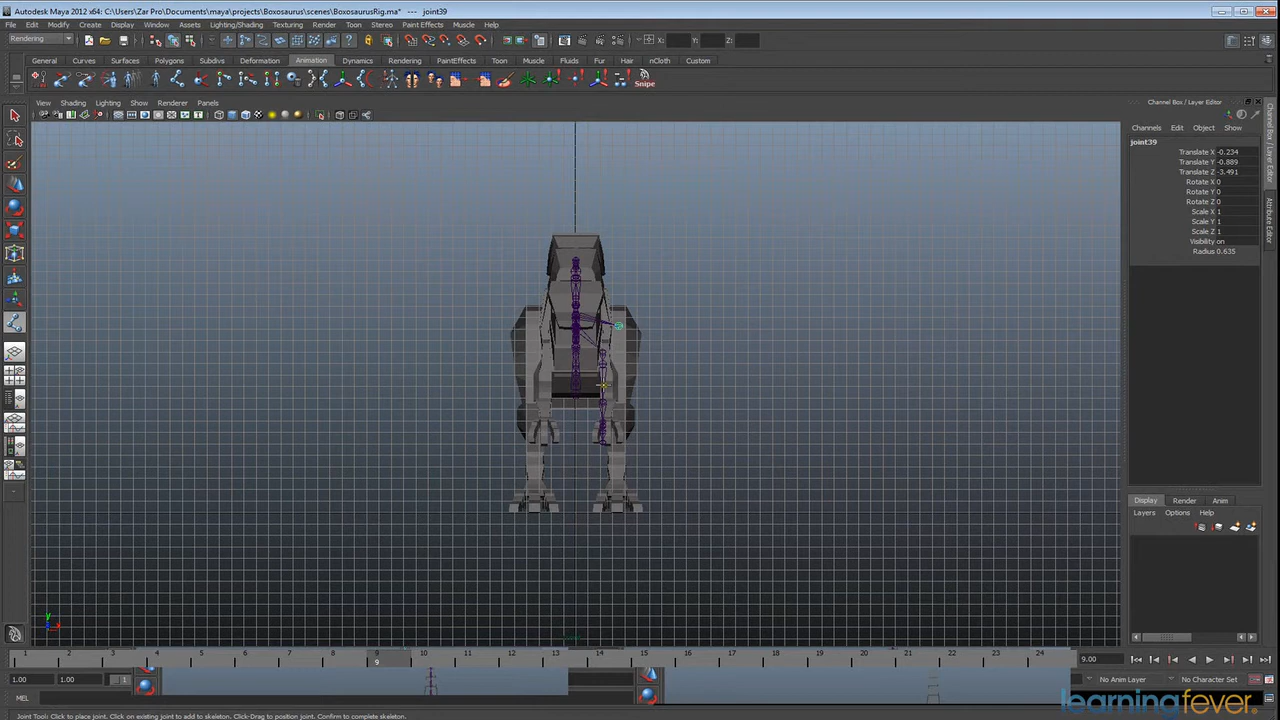 Autodesk Maya 2012 x64: C:\Users\Zar Pro\Documents\maya\projects\Boxosaurus\scenes\BoxosaurusRig.ma* --- joint39
File Edit Modify Create Display Window Assets Lighting/Shading Texturing Render Toon Stereo Paint Effects Muscle Help
Rendering X: Y: Z:
General Curves Surfaces Polygons Subdivs Deformation Animation Dynamics Rendering PaintEffects Toon Muscle Fluids Fur Hair nCloth Custom
Snipe
View Shading Lighting Show Renderer Panels
Channel Box / Layer Editor
Channels Edit Object Show
joint39
Translate X -0.234
Translate Y -0.889
Translate Z -3.491
Rotate X 0
Rotate Y 0
Rotate Z 0
Scale X 1
Scale Y 1
Scale Z 1
Visibility on
Radius 0.635
Channel Box / Layer Editor
Attribute Editor
Display Render Anim
Layers Options Help
y
x
1 2 3 4 5 6 7 8 9 10 11 12 13 14 15 16 17 18 19 20 21 22 23 24
9
9.00
1.00 1.00 1
No Anim Layer No Character Set
MEL
learningfever.
Joint Tool: Click to place joint. Click on existing joint to add to skeleton. Click-Drag to position joint. Confirm to complete skeleton.